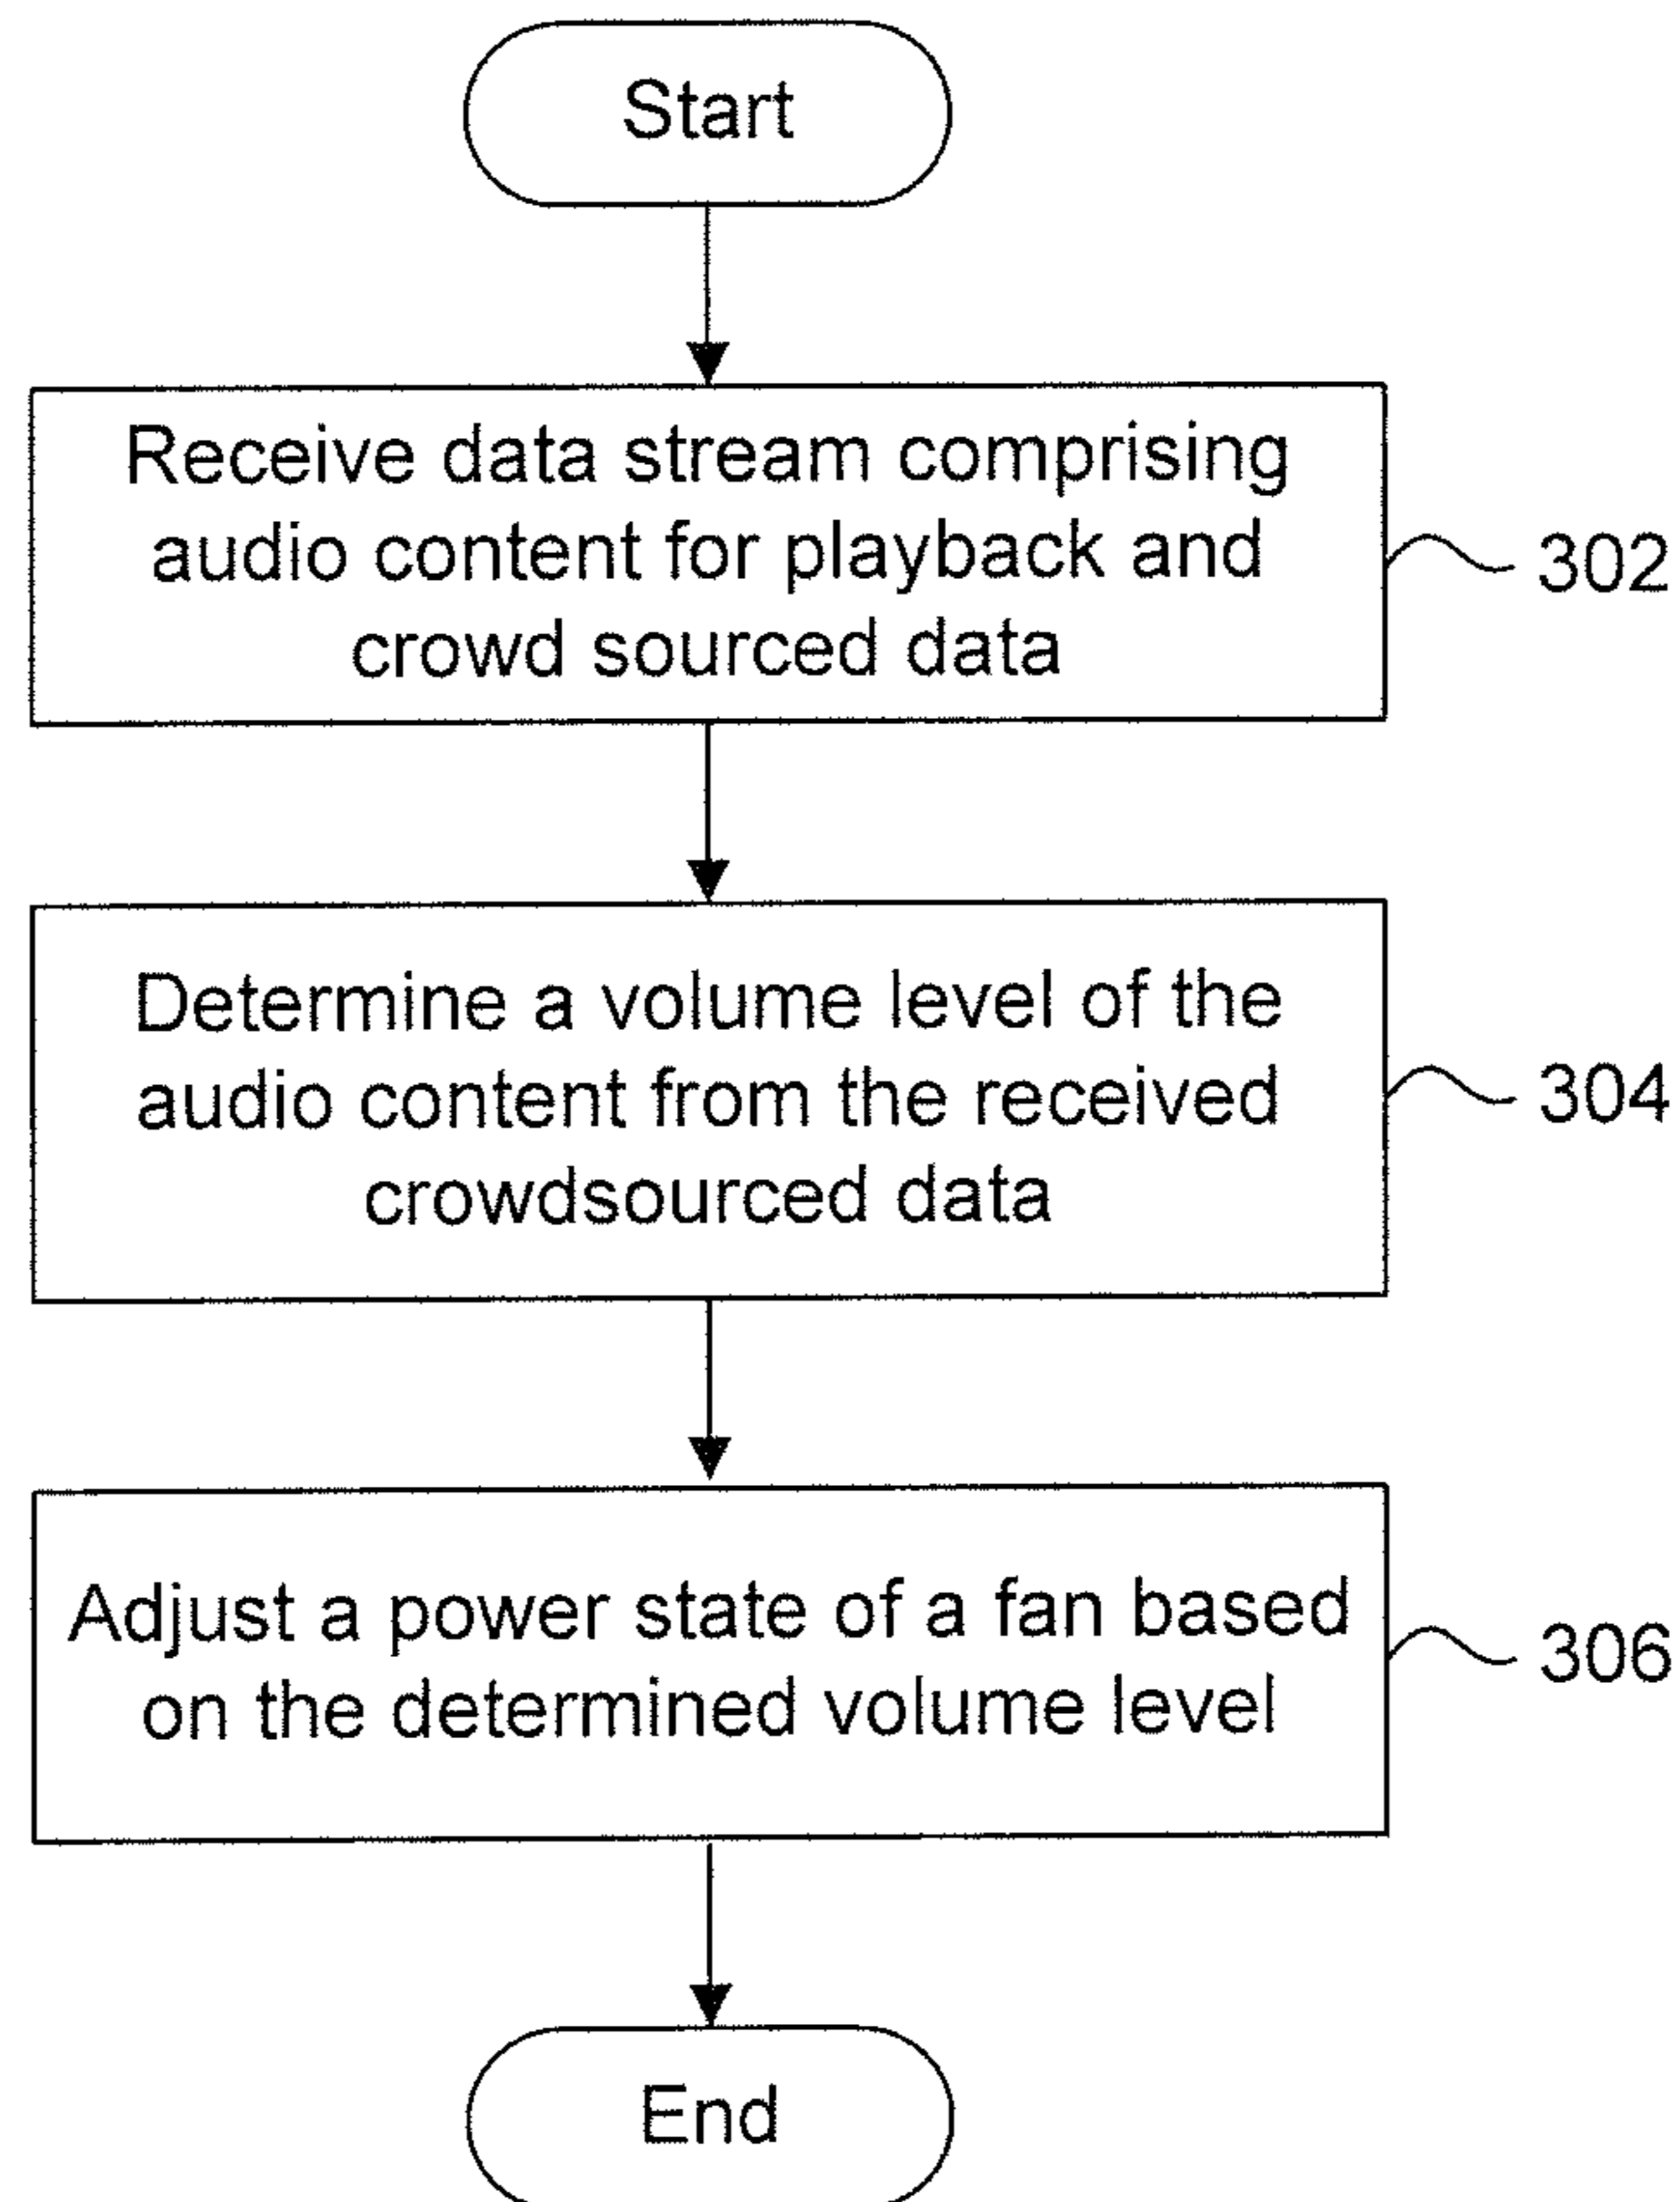 Start
Receive data stream comprising
audio content for playback and
crowd sourced data
302
Determine a volume level of the
audio content from the received
crowdsourced data
304
Adjust a power state of a fan based
on the determined volume level
306
End